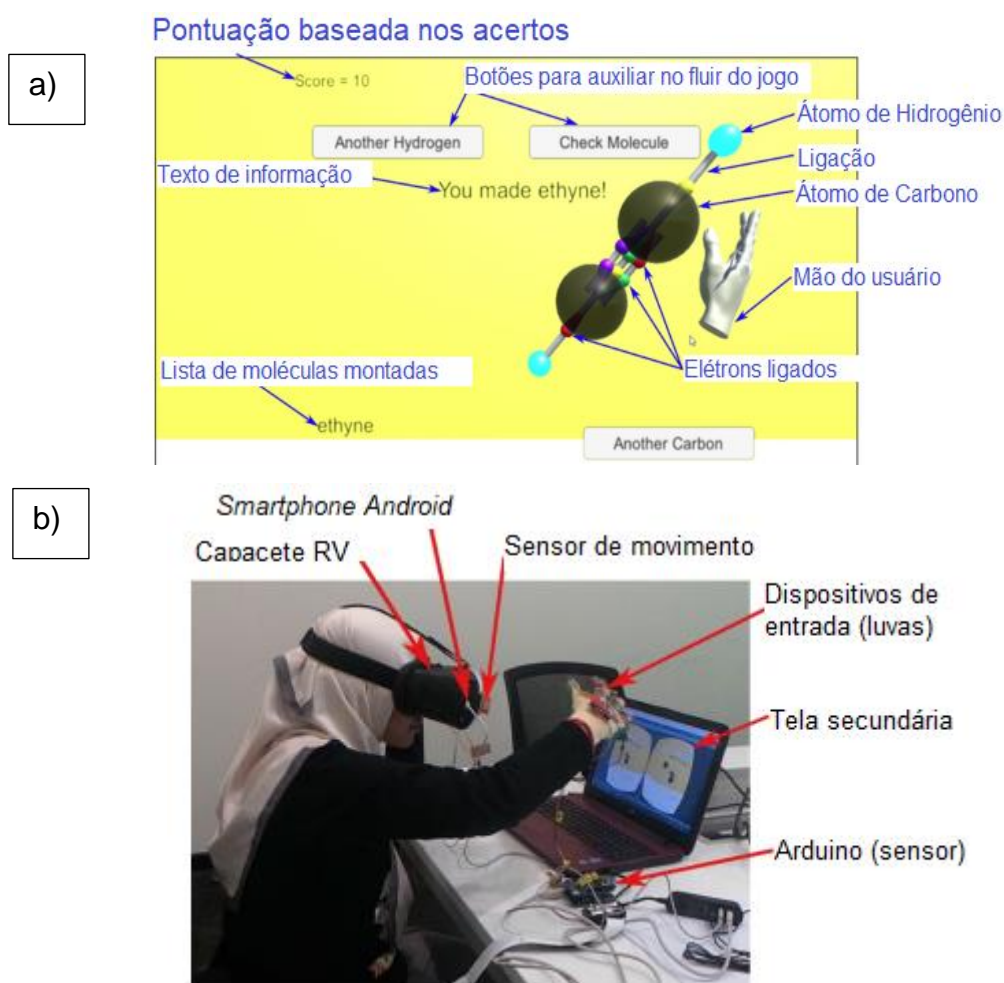 Pontuação baseada nos acertos
a)
Score = 10
Botões para auxiliar no fluir do jogo
Átomo de Hidrogênio
Another Hydrogen
Check Molecule
Ligação
Texto de informação
You made ethyne!
Átomo de Carbono
Mão do usuário
Lista de moléculas montadas
Elétrons ligados
ethyne
Another Carbon
b)
Smartphone Android
Capacete RV
Sensor de movimento
Dispositivos de
entrada (luvas)
Tela secundária
Arduino (sensor)